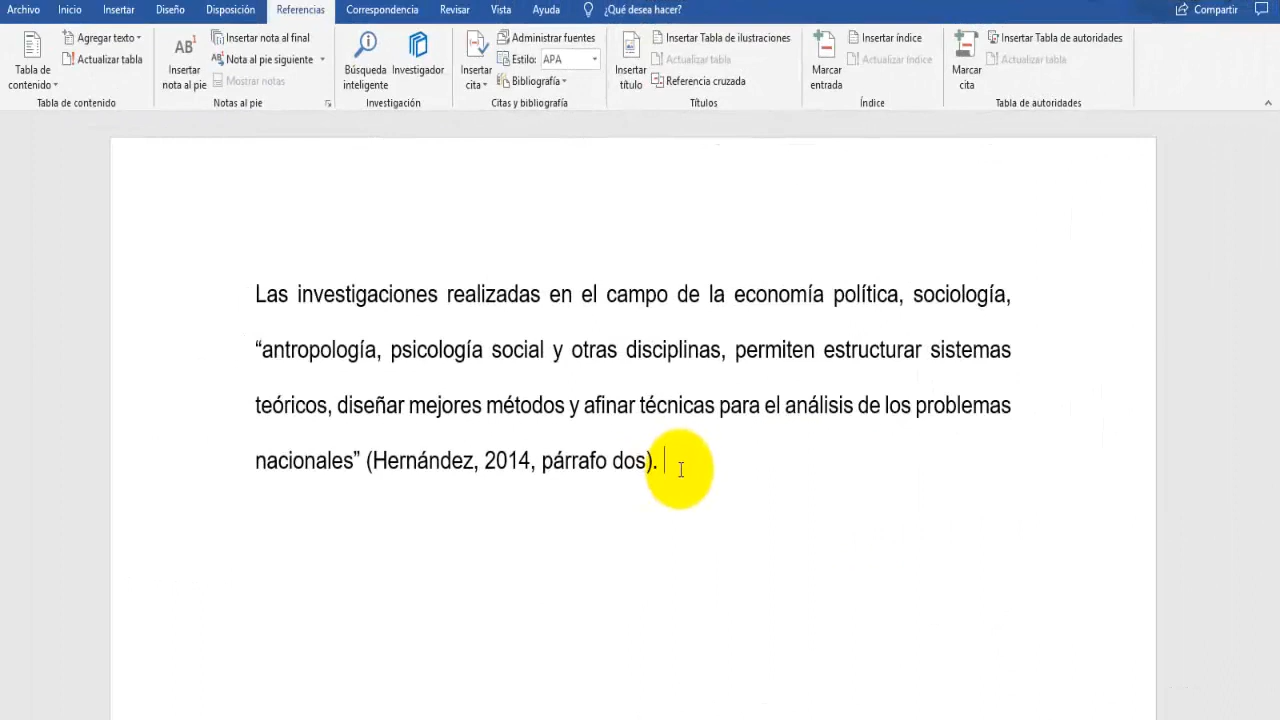 Archivo Inicio Insertar Diseño Disposición Referencias Correspondencia Revisar Vista Ayuda ¿Qué desea hacer? Compartir
Tabla de contenido
Agregar texto
Actualizar tabla
Tabla de contenido
AB1
Insertar nota al pie
Insertar nota al final
AB1 Nota al pie siguiente
Mostrar notas
Notas al pie
Búsqueda inteligente
Investigador
Investigación
Insertar cita
Administrar fuentes
Estilo: APA
Bibliografía
Citas y bibliografía
Insertar título
Insertar Tabla de ilustraciones
Actualizar tabla
Referencia cruzada
Títulos
Marcar entrada
Insertar índice
Actualizar índice
Índice
Marcar cita
Insertar Tabla de autoridades
Actualizar tabla
Tabla de autoridades
Las investigaciones realizadas en el campo de la economía política, sociología,
“antropología, psicología social y otras disciplinas, permiten estructurar sistemas
teóricos, diseñar mejores métodos y afinar técnicas para el análisis de los problemas
nacionales” (Hernández, 2014, párrafo dos).